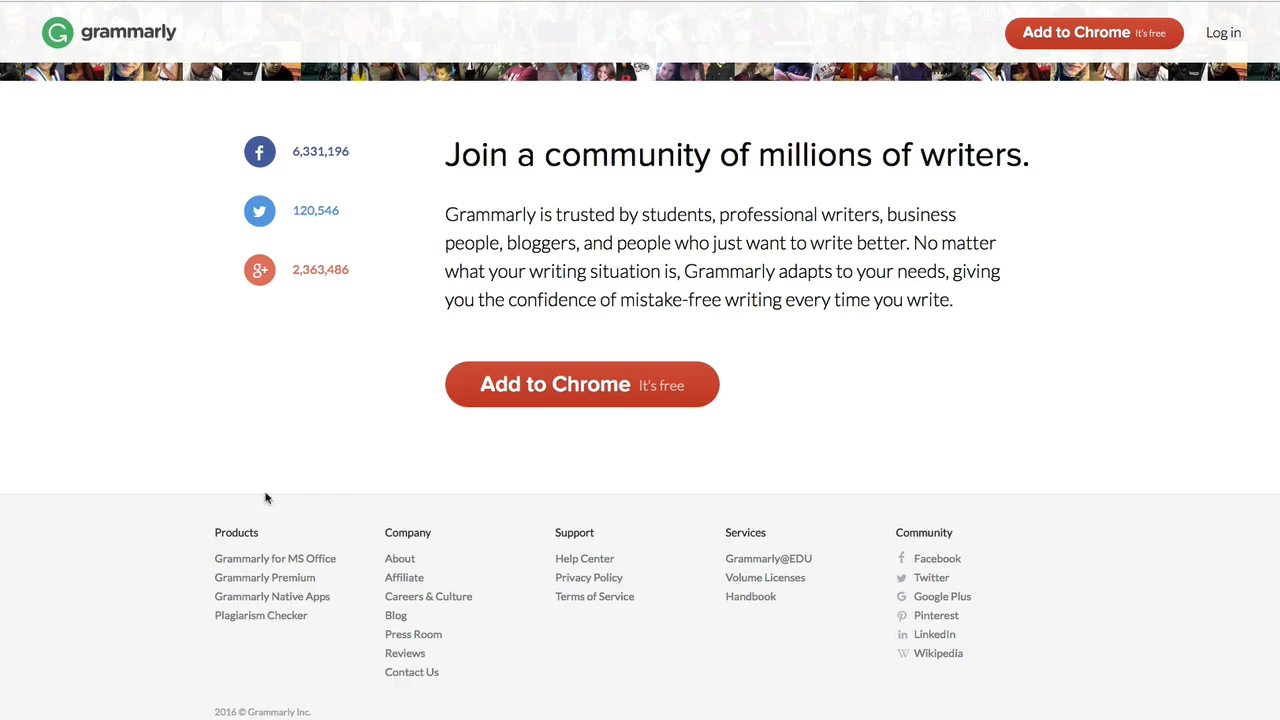 grammarly
Add to Chrome It's free
Log in
6,331,196
120,546
2,363,486
Join a community of millions of writers.
Grammarly is trusted by students, professional writers, business
people, bloggers, and people who just want to write better. No matter
what your writing situation is, Grammarly adapts to your needs, giving
you the confidence of mistake-free writing every time you write.
Add to Chrome It's free
Products
Grammarly for MS Office
Grammarly Premium
Grammarly Native Apps
Plagiarism Checker
Company
About
Affiliate
Careers & Culture
Blog
Press Room
Reviews
Contact Us
Support
Help Center
Privacy Policy
Terms of Service
Services
Grammarly@EDU
Volume Licenses
Handbook
Community
Facebook
Twitter
Google Plus
Pinterest
LinkedIn
Wikipedia
2016 © Grammarly Inc.